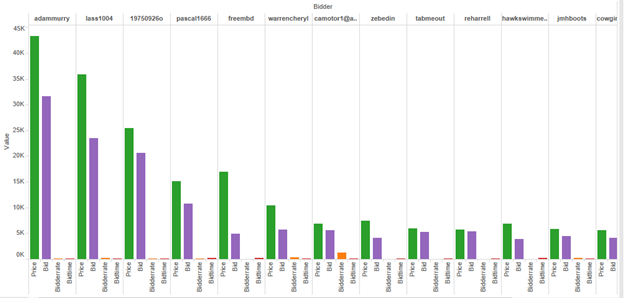 Bidder
adammurry lass1004 19750926o pascal1666 freembd warrencheryl camotor1@a.. zebedin tabmeout reharrell hawkswimme.. jmhboots cowgir
45K
40K
35K
30K
25K
20K
15K
10K
5K
0K
Value
Price Bid Bidderrate Bidtime Price Bid Bidderrate Bidtime Price Bid Bidderrate Bidtime Price Bid Bidderrate Bidtime Price Bid Bidderrate Bidtime Price Bid Bidderrate Bidtime Price Bid Bidderrate Bidtime Price Bid Bidderrate Bidtime Price Bid Bidderrate Bidtime Price Bid Bidderrate Bidtime Price Bid Bidderrate Bidtime Price Bid Bidderrate Bidtime Price Bid